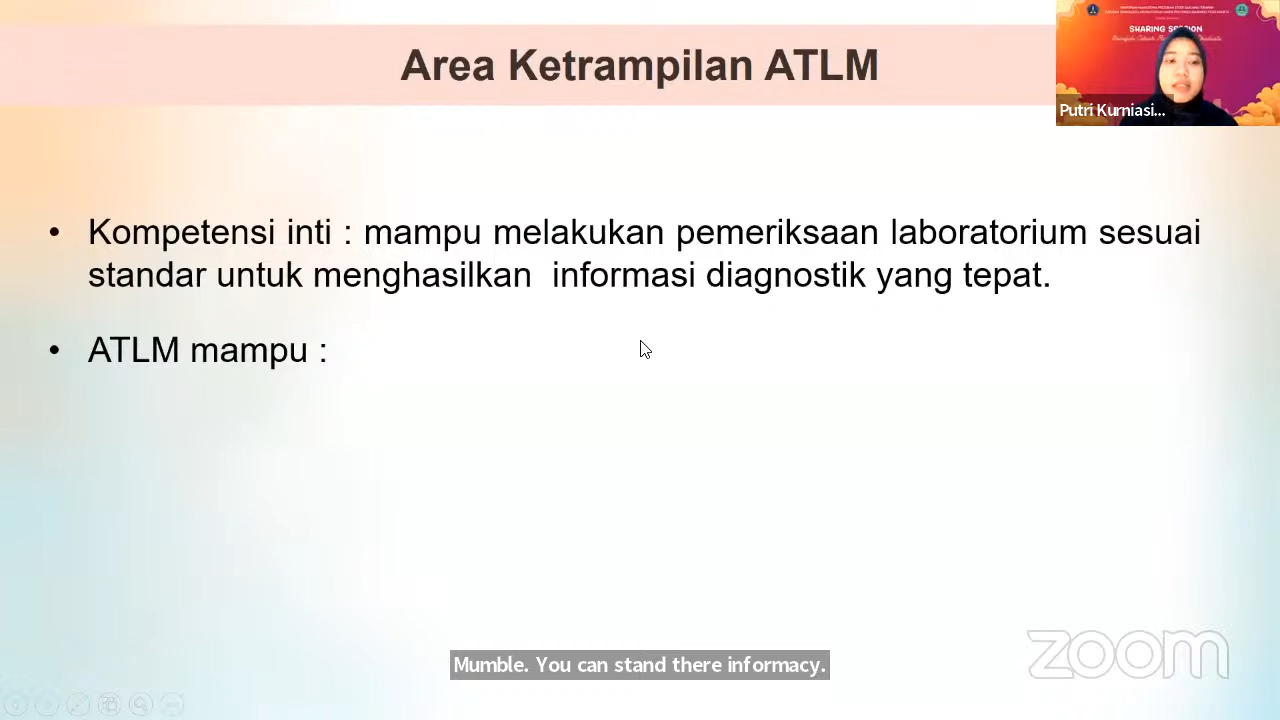 Area Ketrampilan ATLM
SHARING SESSION
Putri Kurniasi...
• Kompetensi inti : mampu melakukan pemeriksaan laboratorium sesuai
standar untuk menghasilkan informasi diagnostik yang tepat.
• ATLM mampu :
Mumble. You can stand there informacy.
zoom